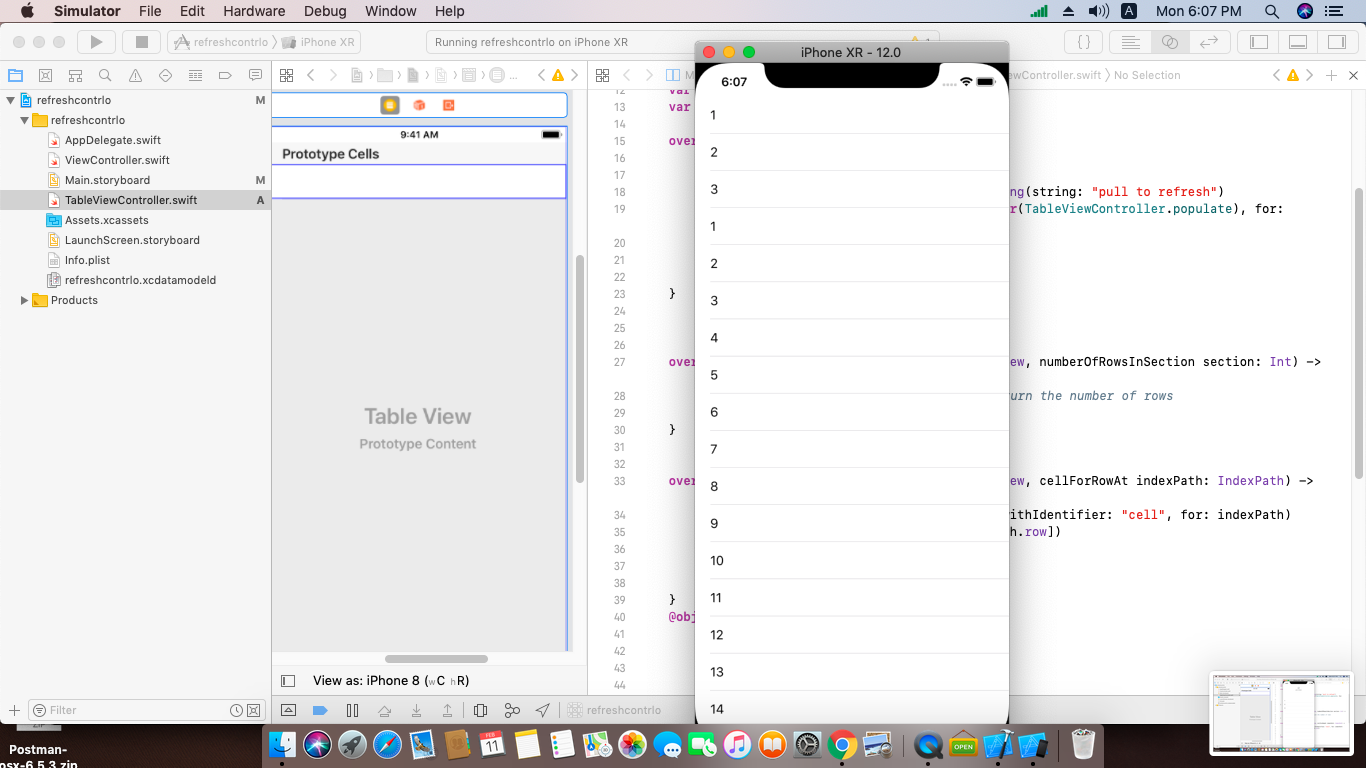 Simulator File Edit Hardware Debug Window Help A Mon 6:07 PM
refreshcontrlo iPhone XR
Running refreshcontrlo on iPhone XR
iPhone XR - 12.0
ewController.swift No Selection
refreshcontrlo M
refreshcontrlo
AppDelegate.swift
ViewController.swift
Main.storyboard M
TableViewController.swift A
Assets.xcassets
LaunchScreen.storyboard
Info.plist
refreshcontrlo.xcdatamodeld
Products
Filter
9:41 AM
Prototype Cells
Table View
Prototype Content
View as: iPhone 8 (wC hR)
refreshcontrlo
12 var
13 var
14
15 over
16
17
18 ng(string: "pull to refresh")
19 r(TableViewController.populate), for:
20
21
22
23 }
24
25
26
27 over ew, numberOfRowsInSection section: Int) ->
28 urn the number of rows
29
30 }
31
32
33 over ew, cellForRowAt indexPath: IndexPath) ->
34 ithIdentifier: "cell", for: indexPath)
35 h.row])
36
37
38
39 }
40 @obj
41
42
43
44
6:07
1
2
3
1
2
3
4
5
6
7
8
9
10
11
12
13
14
Postman-
osx-6.5.3.zip
ZIP
FEB
11
OPEN